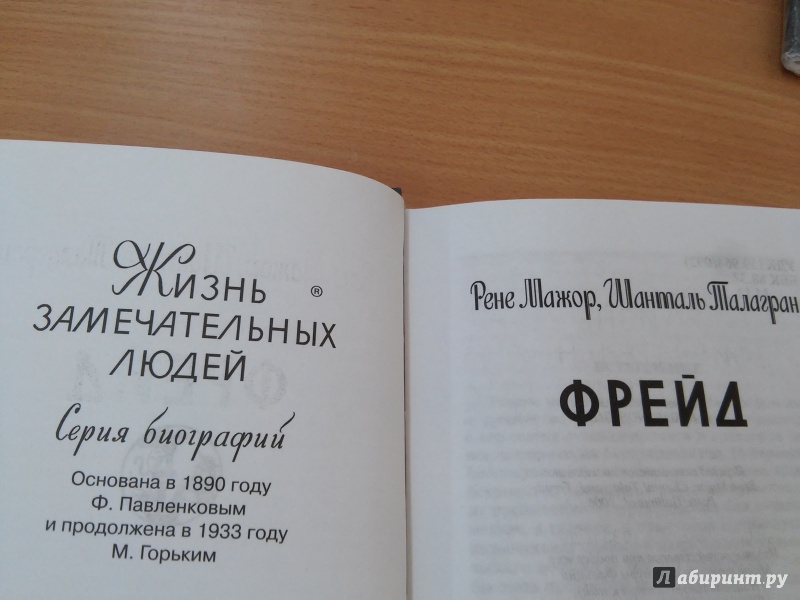 Жизнь ®
ЗАМЕЧАТЕЛЬНЫХ
ЛЮДЕЙ
Серия биографий
Основана в 1890 году
Ф. Павленковым
и продолжена в 1933 году
М. Горьким
Рене Мажор, Шанталь Талагран
ФРЕЙД
Лабиринт.ру